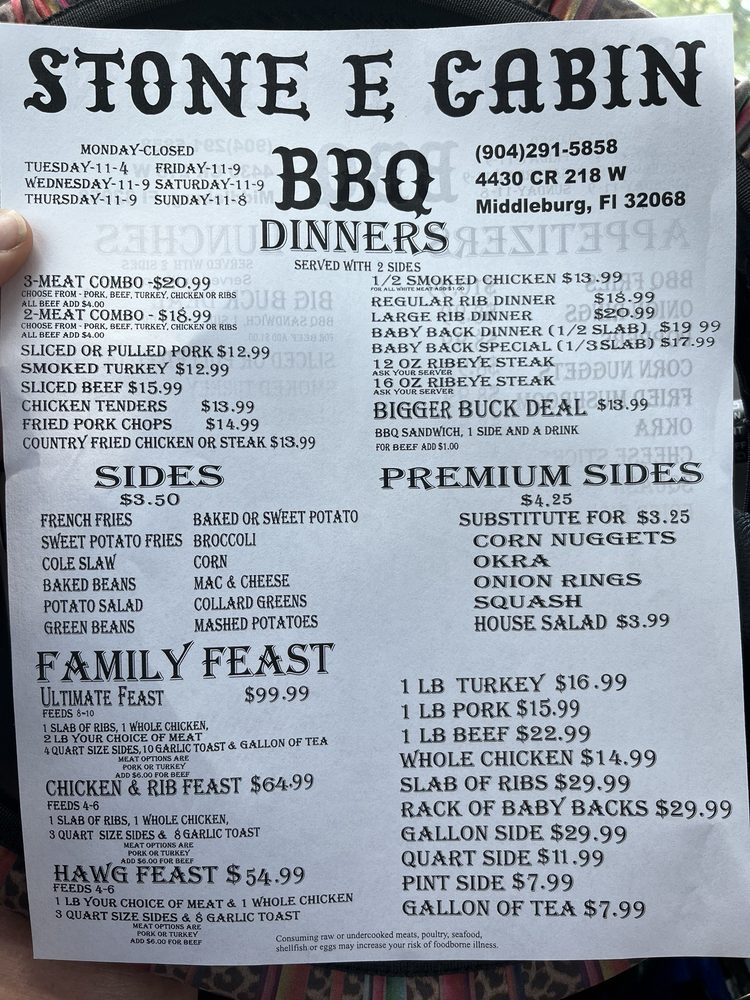 STONE E CABIN
BBQ
MONDAY-CLOSED
TUESDAY-11-4 FRIDAY-11-9
WEDNESDAY-11-9 SATURDAY-11-9
THURSDAY-11-9 SUNDAY-11-8
(904)291-5858
4430 CR 218 W
Middleburg, Fl 32068
DINNERS
SERVED WITH 2 SIDES
3-MEAT COMBO -$20.99
CHOOSE FROM - PORK, BEEF, TURKEY, CHICKEN OR RIBS
ALL BEEF ADD $4.00
2-MEAT COMBO - $18.99
CHOOSE FROM - PORK, BEEF, TURKEY, CHICKEN OR RIBS
ALL BEEF ADD $4.00
SLICED OR PULLED PORK $12.99
SMOKED TURKEY $12.99
SLICED BEEF $15.99
CHICKEN TENDERS $13.99
FRIED PORK CHOPS $14.99
COUNTRY FRIED CHICKEN OR STEAK $13.99
1/2 SMOKED CHICKEN $13.99
FOR ALL WHITE MEAT ADD $1.00
REGULAR RIB DINNER $18.99
LARGE RIB DINNER $20.99
BABY BACK DINNER (1/2 SLAB) $19 99
BABY BACK SPECIAL (1/3 SLAB) $17.99
12 OZ RIBEYE STEAK
ASK YOUR SERVER
16 OZ RIBEYE STEAK
ASK YOUR SERVER
BIGGER BUCK DEAL $13.99
BBQ SANDWICH, 1 SIDE AND A DRINK
FOR BEEF ADD $1.00
SIDES
$3.50
FRENCH FRIES BAKED OR SWEET POTATO
SWEET POTATO FRIES BROCCOLI
COLE SLAW CORN
BAKED BEANS MAC & CHEESE
POTATO SALAD COLLARD GREENS
GREEN BEANS MASHED POTATOES
PREMIUM SIDES
$4.25
SUBSTITUTE FOR $3.25
CORN NUGGETS
OKRA
ONION RINGS
SQUASH
HOUSE SALAD $3.99
FAMILY FEAST
ULTIMATE FEAST $99.99
FEEDS 8-10
1 SLAB OF RIBS, 1 WHOLE CHICKEN,
2 LB YOUR CHOICE OF MEAT
4 QUART SIZE SIDES, 10 GARLIC TOAST & GALLON OF TEA
MEAT OPTIONS ARE
PORK OR TURKEY
ADD $6.00 FOR BEEF
CHICKEN & RIB FEAST $64.99
FEEDS 4-6
1 SLAB OF RIBS, 1 WHOLE CHICKEN,
3 QUART SIZE SIDES & 8 GARLIC TOAST
MEAT OPTIONS ARE
PORK OR TURKEY
ADD $6.00 FOR BEEF
HAWG FEAST $54.99
FEEDS 4-6
1 LB YOUR CHOICE OF MEAT & 1 WHOLE CHICKEN
3 QUART SIZE SIDES & 8 GARLIC TOAST
MEAT OPTIONS ARE
PORK OR TURKEY
ADD $6.00 FOR BEEF
1 LB TURKEY $16.99
1 LB PORK $15.99
1 LB BEEF $22.99
WHOLE CHICKEN $14.99
SLAB OF RIBS $29.99
RACK OF BABY BACKS $29.99
GALLON SIDE $29.99
QUART SIDE $11.99
PINT SIDE $7.99
GALLON OF TEA $7.99
Consuming raw or undercooked meats, poultry, seafood,
shellfish or eggs may increase your risk of foodborne illness.